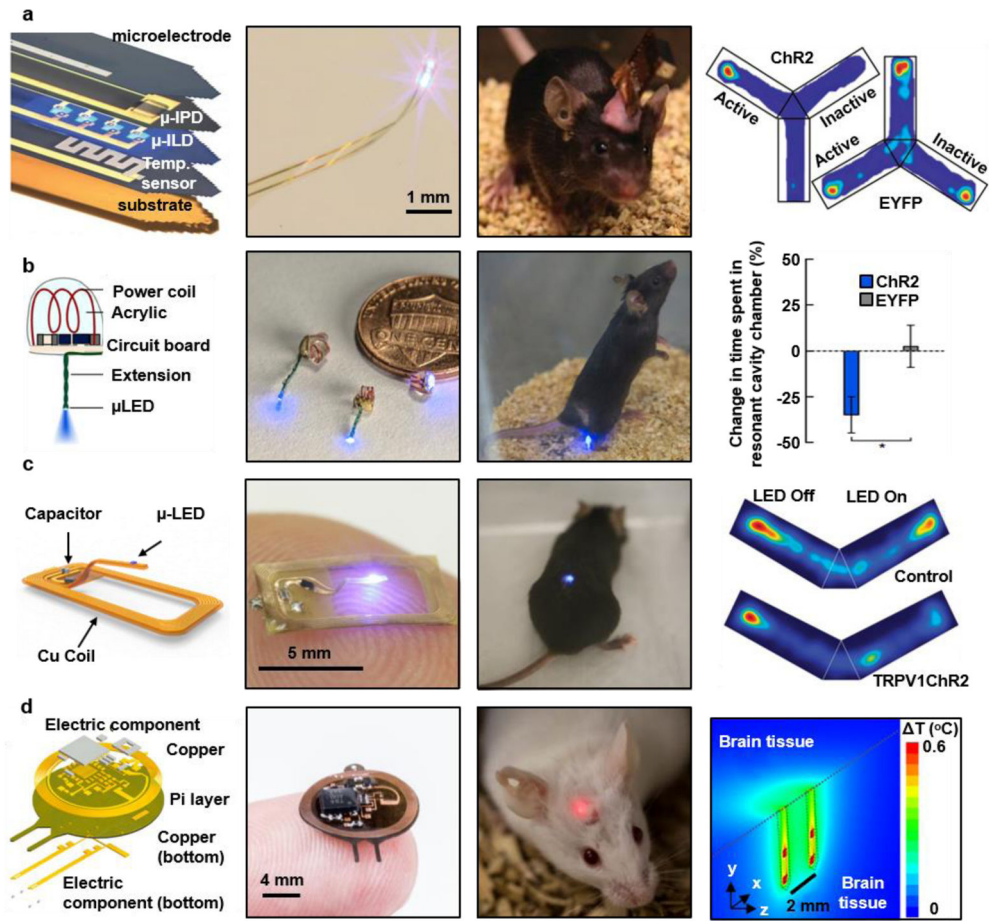 a
microelectrode
μ-IPD
μ-ILD
Temp.
sensor
substrate
1 mm
ChR2
Active
Inactive
Active
Inactive
EYFP
b
Power coil
Acrylic
Circuit board
Extension
μLED
ONE CENT
Change in time spent in
resonant cavity chamber (%)
50
25
0
-25
-50
ChR2
EYFP
*
c
Capacitor
μ-LED
Cu Coil
5 mm
LED Off
LED On
Control
TRPV1ChR2
d
Electric component
Copper
Pi layer
Copper
(bottom)
Electric
component (bottom)
4 mm
Brain tissue
ΔT (°C)
0.6
0
y
x
z
2 mm
Brain
tissue